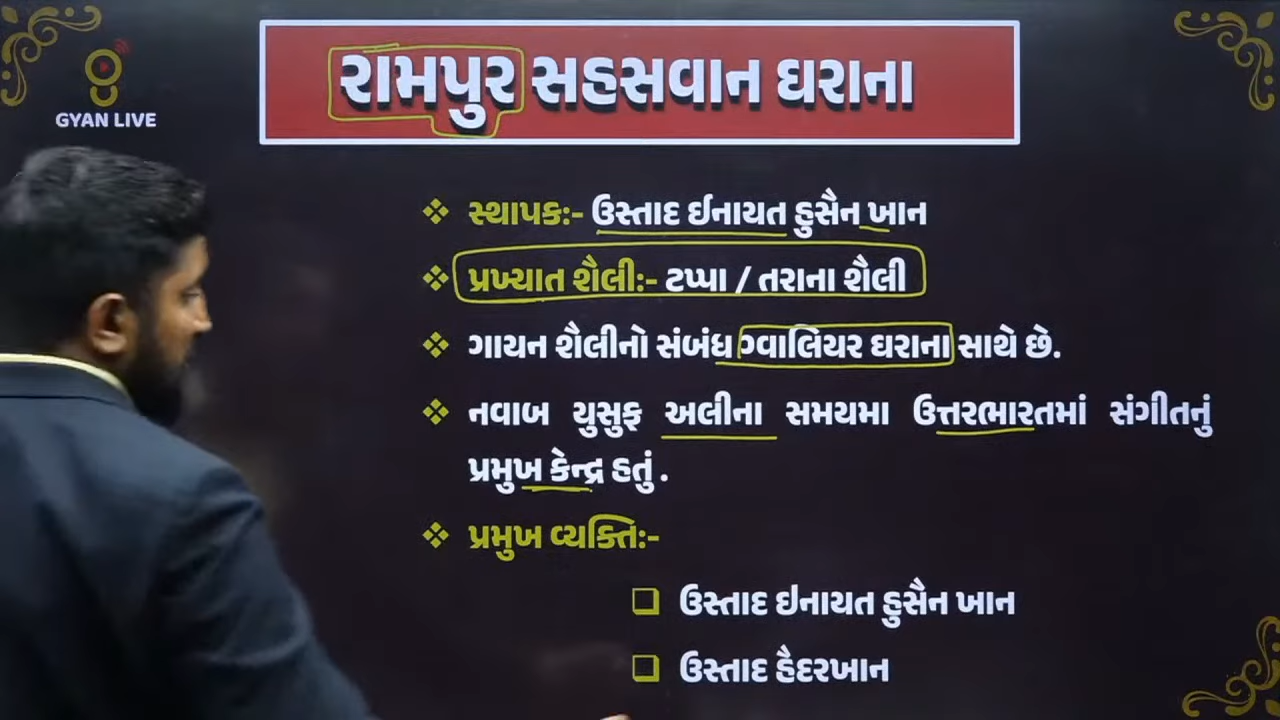 રામપુર સહસવાન ઘરાના
GYAN LIVE
❖ સ્થાપક:- ઉસ્તાદ ઈનાયત હુસૈન ખાન
❖ પ્રખ્યાત શૈલી:- ટપ્પા / તરાના શૈલી
❖ ગાયન શૈલીનો સંબંધ ગ્વાલિયર ઘરાના સાથે છે.
❖ નવાબ યુસુફ અલીના સમયમા ઉત્તરભારતમાં સંગીતનું
પ્રમુખ કેન્દ્ર હતું .
❖ પ્રમુખ વ્યક્તિ:-
❑ ઉસ્તાદ ઇનાયત હુસૈન ખાન
❑ ઉસ્તાદ હૈદરખાન